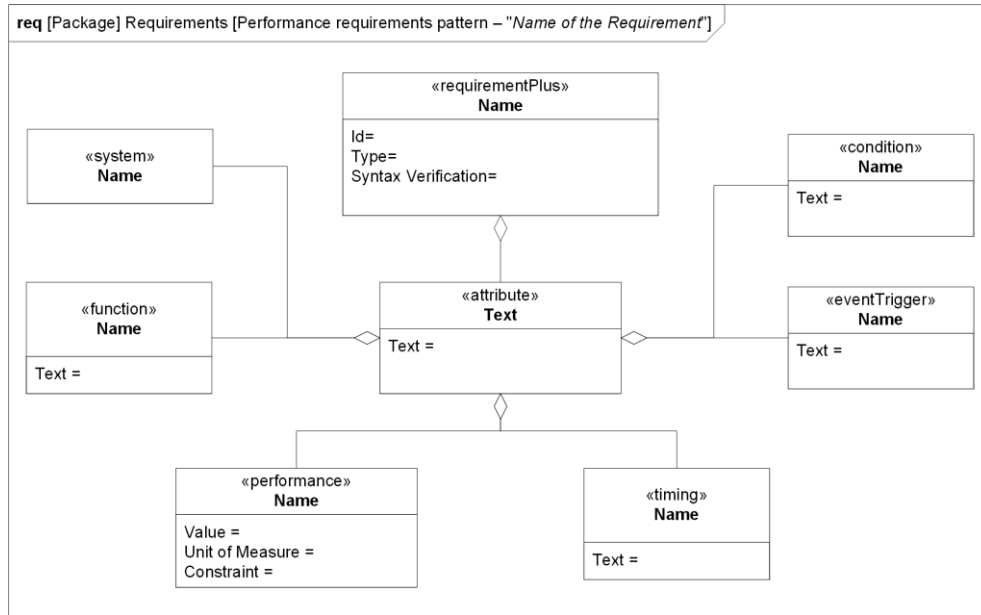 req [Package] Requirements [Performance requirements pattern – "Name of the Requirement"]
«requirementPlus»
Name
Id=
Type=
Syntax Verification=
«system»
Name
«condition»
Name
Text =
«function»
Name
Text =
«attribute»
Text
Text =
«eventTrigger»
Name
Text =
«performance»
Name
Value =
Unit of Measure =
Constraint =
«timing»
Name
Text =